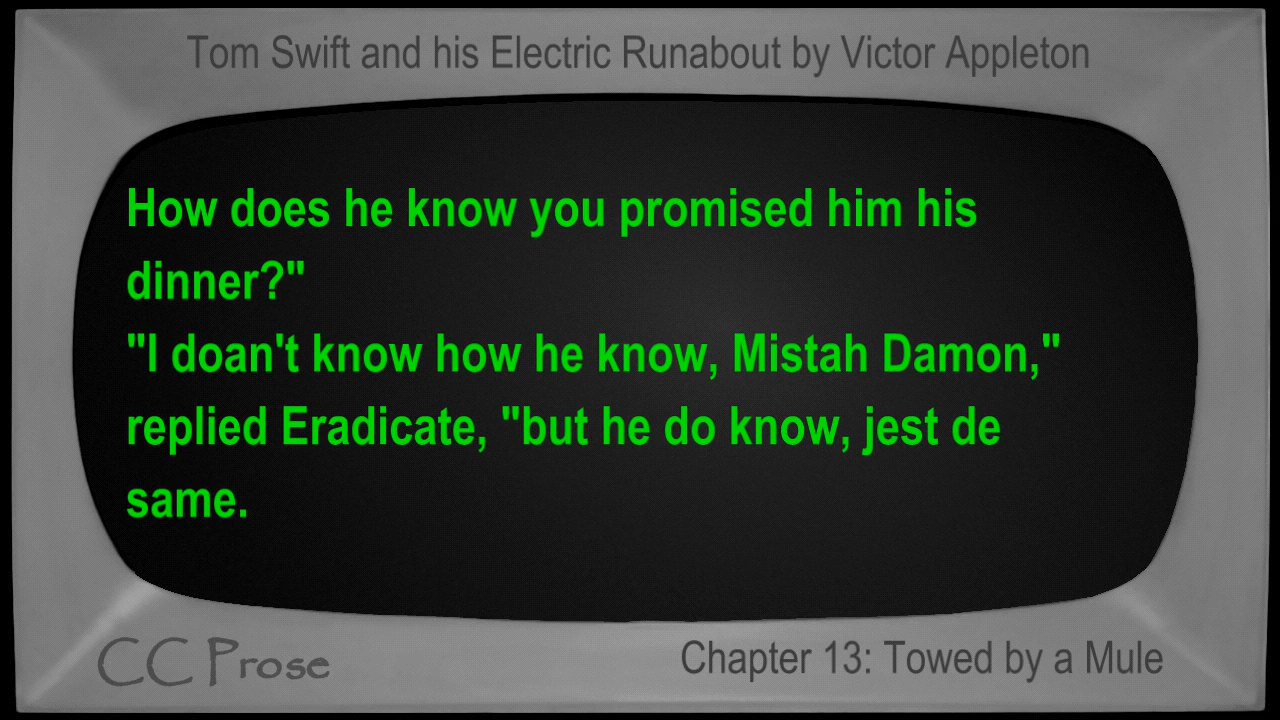 Tom Swift and his Electric Runabout by Victor Appleton
How does he know you promised him his
dinner?"
"I doan't know how he know, Mistah Damon,"
replied Eradicate, "but he do know, jest de
same.
CC Prose
Chapter 13: Towed by a Mule